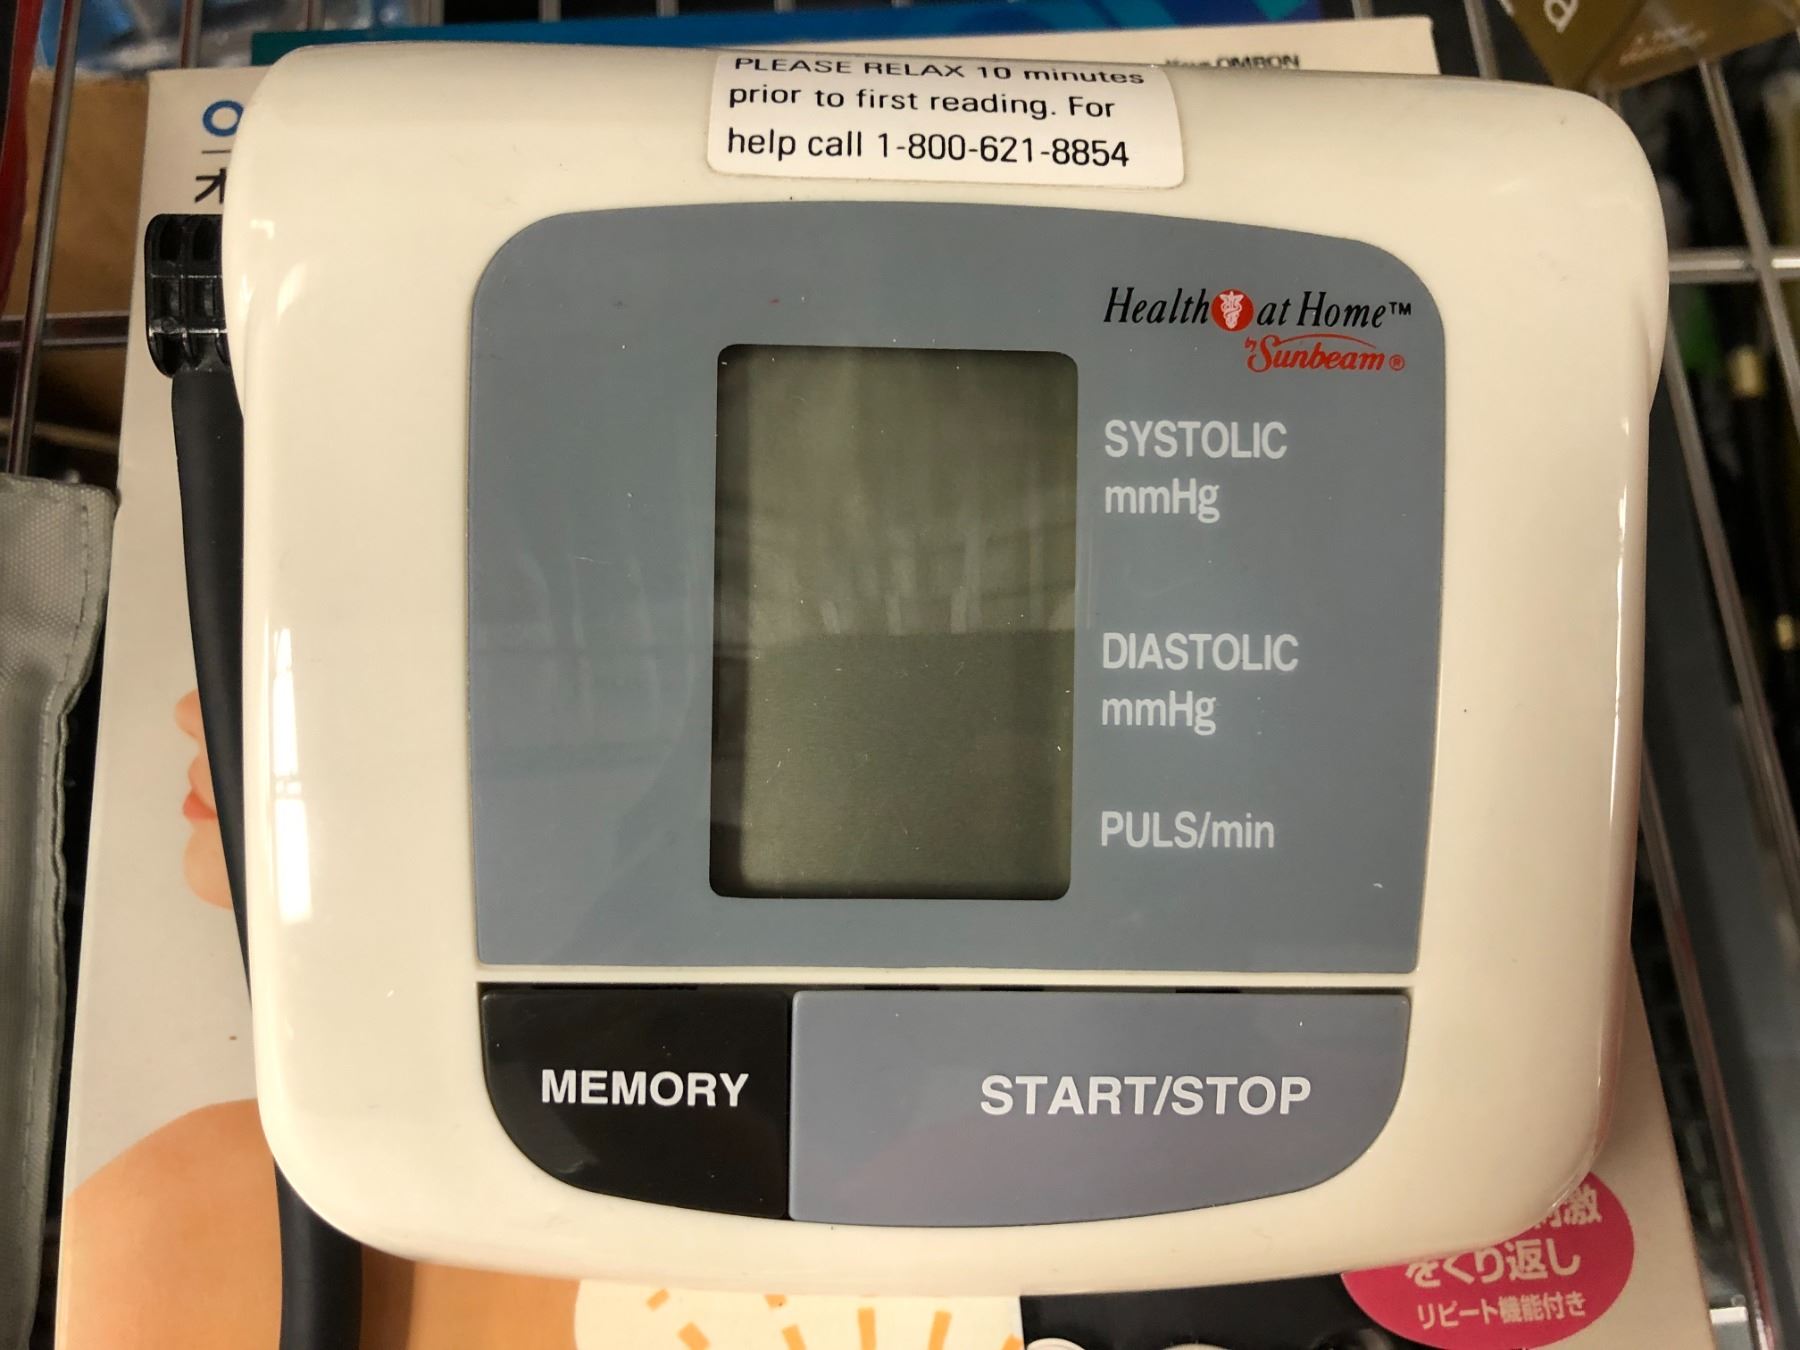 OMRON
PLEASE RELAX 10 minutes
prior to first reading. For
help call 1-800-621-8854
Health at Home™
by Sunbeam®
SYSTOLIC
mmHg
DIASTOLIC
mmHg
PULS/min
MEMORY
START/STOP
刺激
をくり返し
リピート機能付き